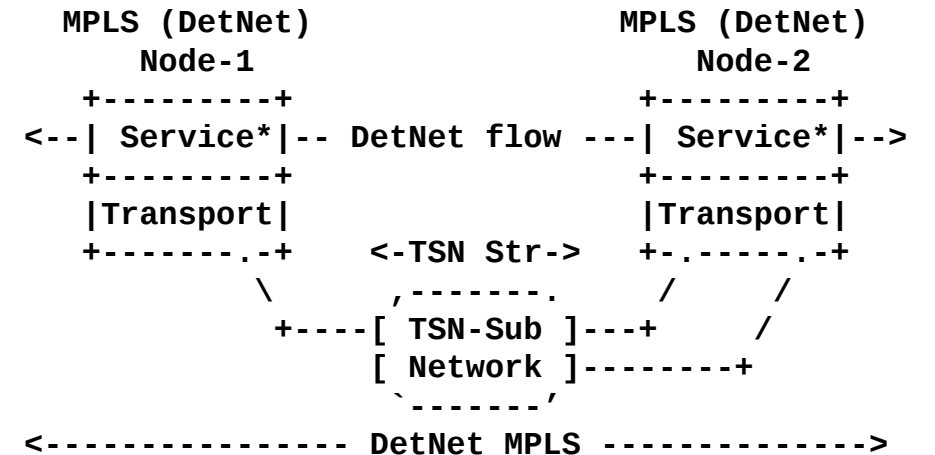 MPLS (DetNet)                    MPLS (DetNet)
Node-1                           Node-2
+---------+                  +---------+
<--| Service*|-- DetNet flow ---| Service*|-->
+---------+                  +---------+
|Transport|                  |Transport|
+-------.-+    <-TSN Str->   +-.-----.-+
\      ,-------.      /     /
+----[ TSN-Sub ]---+     /
[ Network ]--------+
`-------'
<---------------- DetNet MPLS -------------->